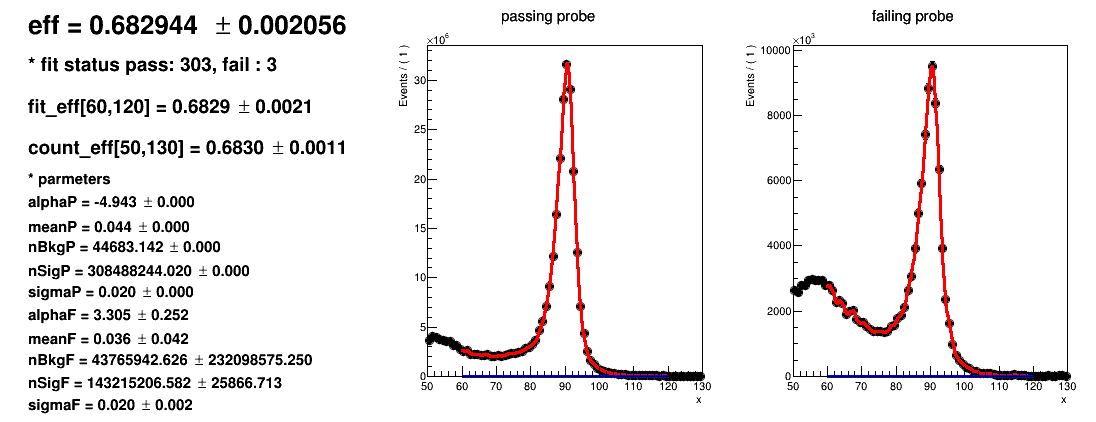 eff = 0.682944 ± 0.002056
* fit status pass: 303, fail : 3
fit_eff[60,120] = 0.6829 ± 0.0021
count_eff[50,130] = 0.6830 ± 0.0011
* parmeters
alphaP = -4.943 ± 0.000
meanP = 0.044 ± 0.000
nBkgP = 44683.142 ± 0.000
nSigP = 308488244.020 ± 0.000
sigmaP = 0.020 ± 0.000
alphaF = 3.305 ± 0.252
meanF = 0.036 ± 0.042
nBkgF = 43765942.626 ± 232098575.250
nSigF = 143215206.582 ± 25866.713
sigmaF = 0.020 ± 0.002
passing probe
×10⁶
Events / ( 1 )
30
25
20
15
10
5
0
50 60 70 80 90 100 110 120 130
x
failing probe
×10³
Events / ( 1 )
10000
8000
6000
4000
2000
0
50 60 70 80 90 100 110 120 130
x